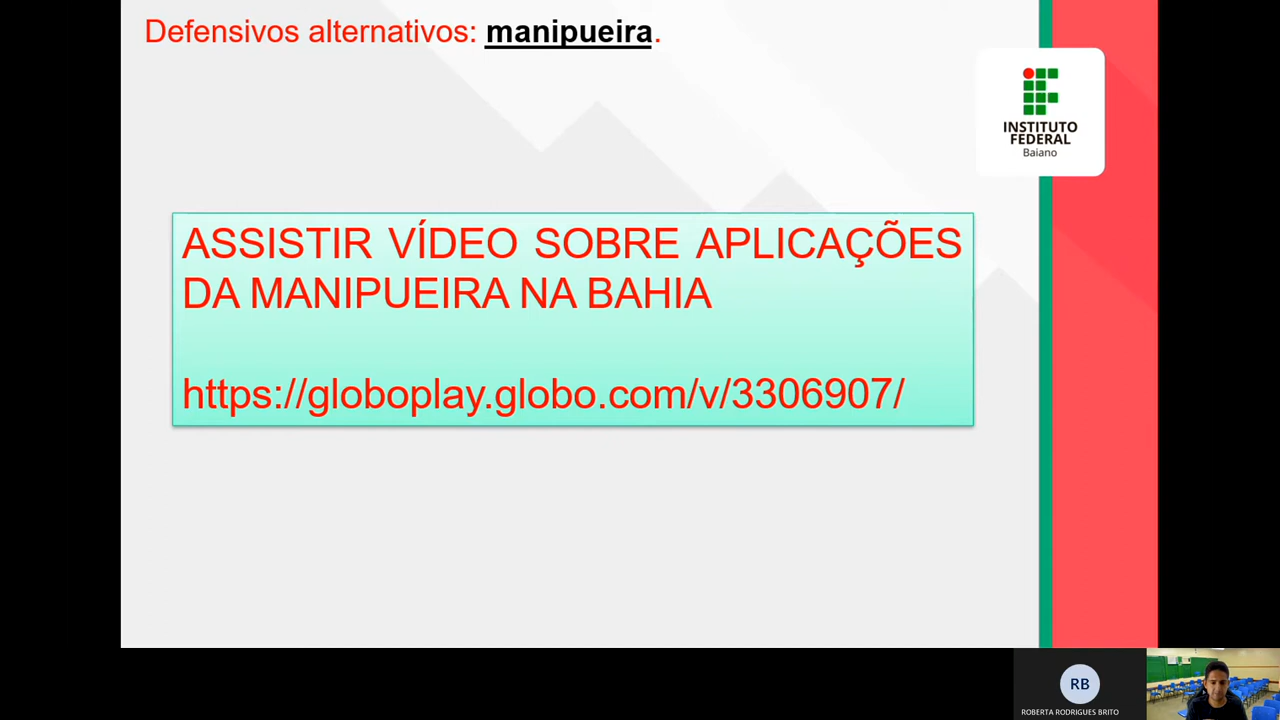 Defensivos alternativos: manipueira.
INSTITUTO
FEDERAL
Baiano
ASSISTIR VÍDEO SOBRE APLICAÇÕES
DA MANIPUEIRA NA BAHIA
https://globoplay.globo.com/v/3306907/
RB
ROBERTA RODRIGUES BRITO